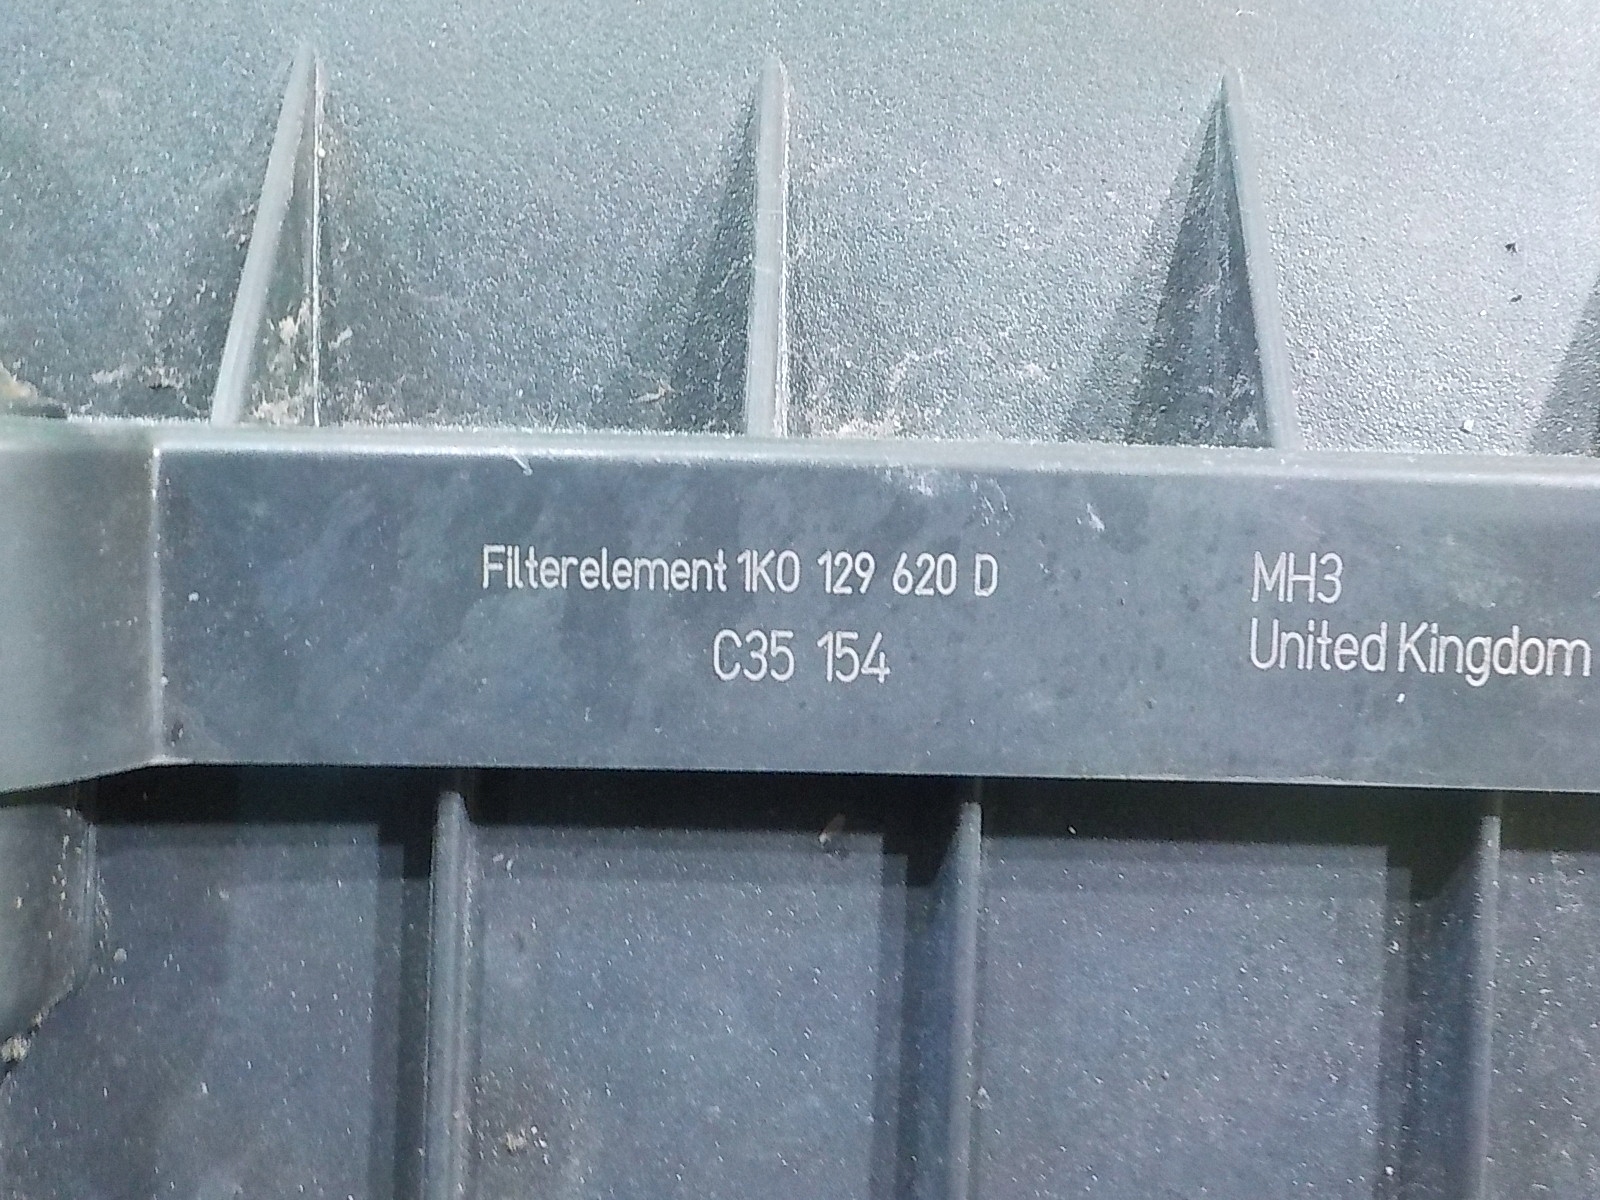 Filterelement 1K0 129 620 D
C35 154
MH3
United Kingdom